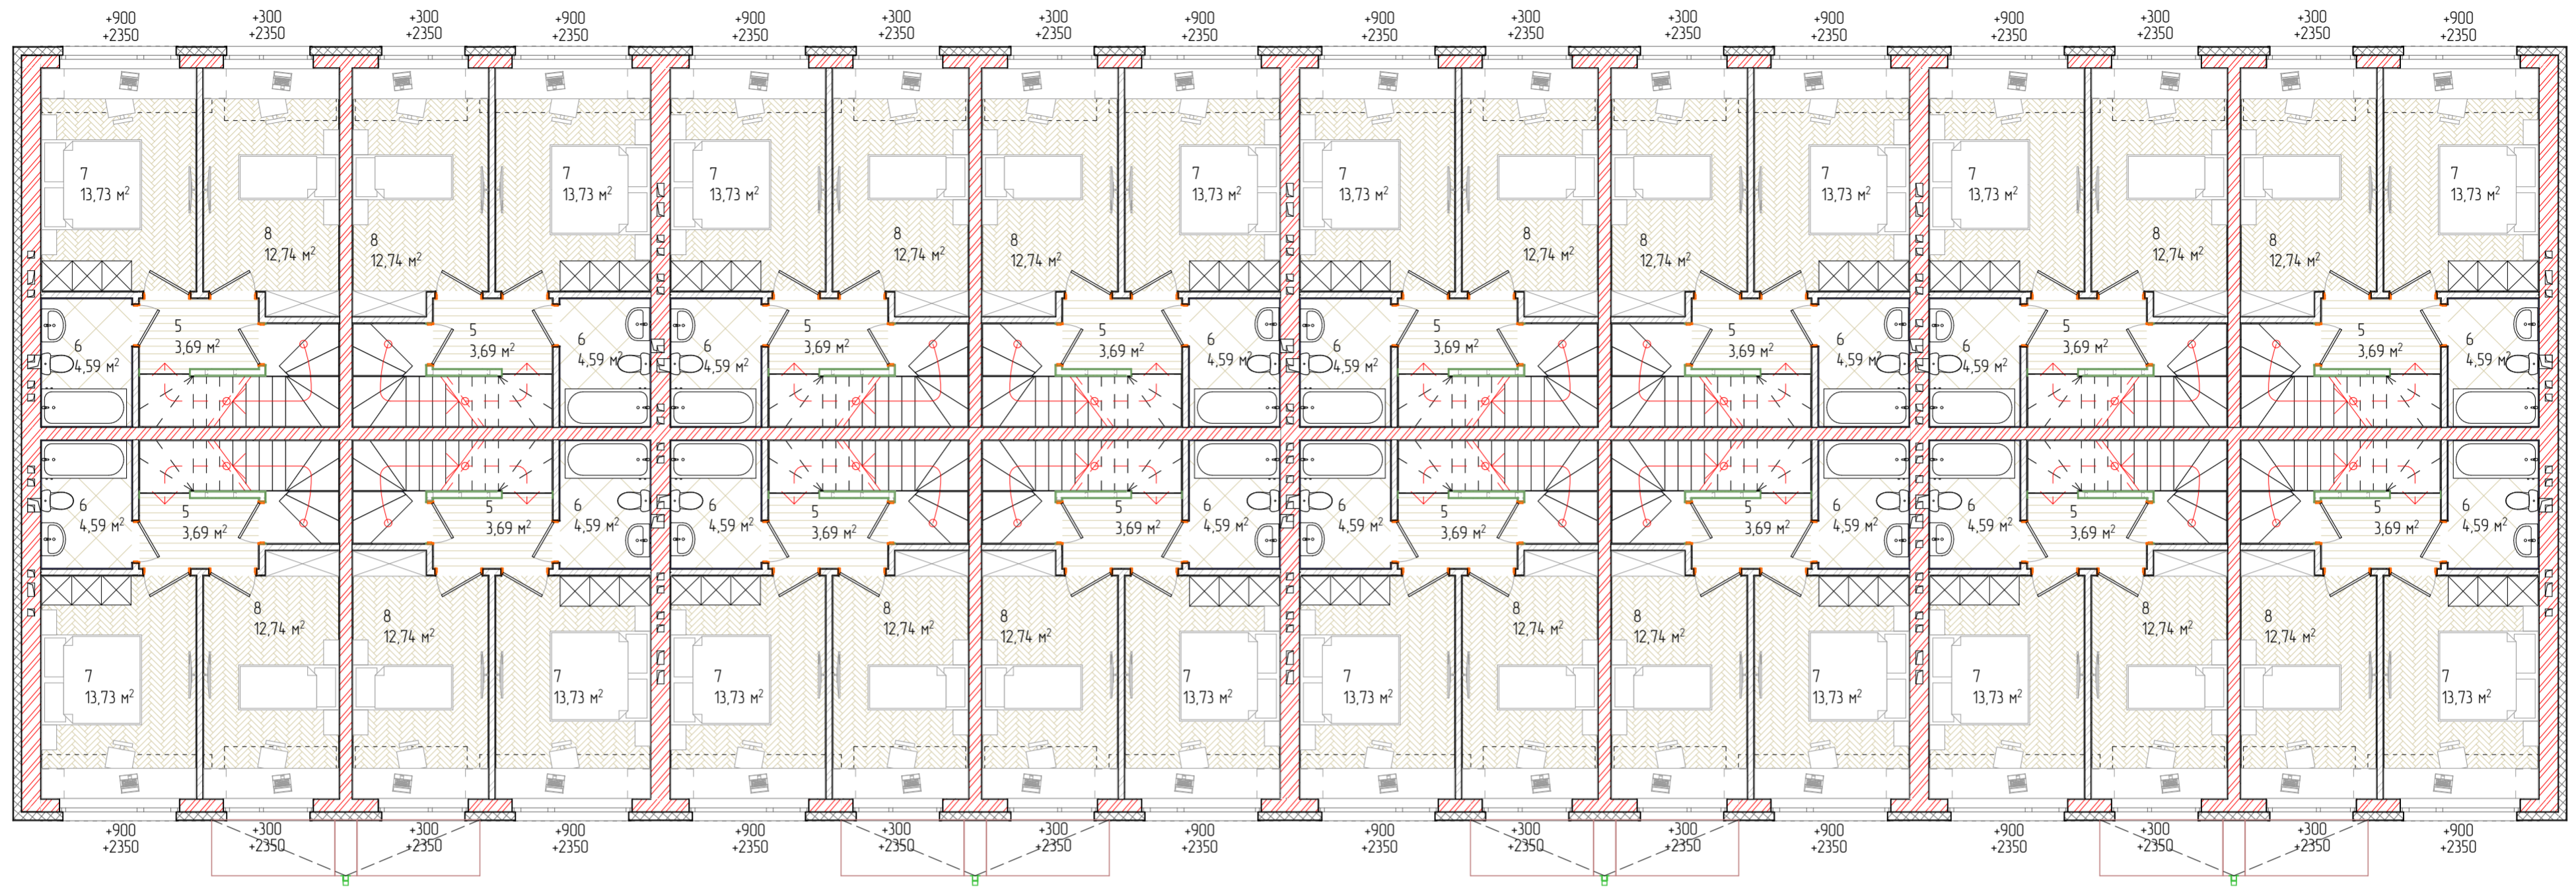 +900 +300 +300 +900 +900 +300 +300 +900 +900 +300 +300 +900 +900 +300 +300 +900
+2350 +2350 +2350 +2350 +2350 +2350 +2350 +2350 +2350 +2350 +2350 +2350 +2350 +2350 +2350 +2350
7 7 7 7 7 7 7 7
13,73 м² 13,73 м² 13,73 м² 13,73 м² 13,73 м² 13,73 м² 13,73 м² 13,73 м²
8 8 8 8 8 8 8 8
12,74 м² 12,74 м² 12,74 м² 12,74 м² 12,74 м² 12,74 м² 12,74 м² 12,74 м²
5 5 5 5 5 5 5 5
6 3,69 м² 3,69 м² 6 6 3,69 м² 3,69 м² 6 6 3,69 м² 3,69 м² 6 6 3,69 м² 3,69 м² 6
4,59 м² 4,59 м² 4,59 м² 4,59 м² 4,59 м² 4,59 м² 4,59 м² 4,59 м²
6 5 5 6 6 5 5 6 6 5 5 6 6 5 5 6
4,59 м² 3,69 м² 3,69 м² 4,59 м² 4,59 м² 3,69 м² 3,69 м² 4,59 м² 4,59 м² 3,69 м² 3,69 м² 4,59 м² 4,59 м² 3,69 м² 3,69 м² 4,59 м²
8 8 8 8 8 8 8 8
12,74 м² 12,74 м² 12,74 м² 12,74 м² 12,74 м² 12,74 м² 12,74 м² 12,74 м²
7 7 7 7 7 7 7 7
13,73 м² 13,73 м² 13,73 м² 13,73 м² 13,73 м² 13,73 м² 13,73 м² 13,73 м²
+900 +300 +300 +900 +900 +300 +300 +900 +900 +300 +300 +900 +900 +300 +300 +900
+2350 +2350 +2350 +2350 +2350 +2350 +2350 +2350 +2350 +2350 +2350 +2350 +2350 +2350 +2350 +2350